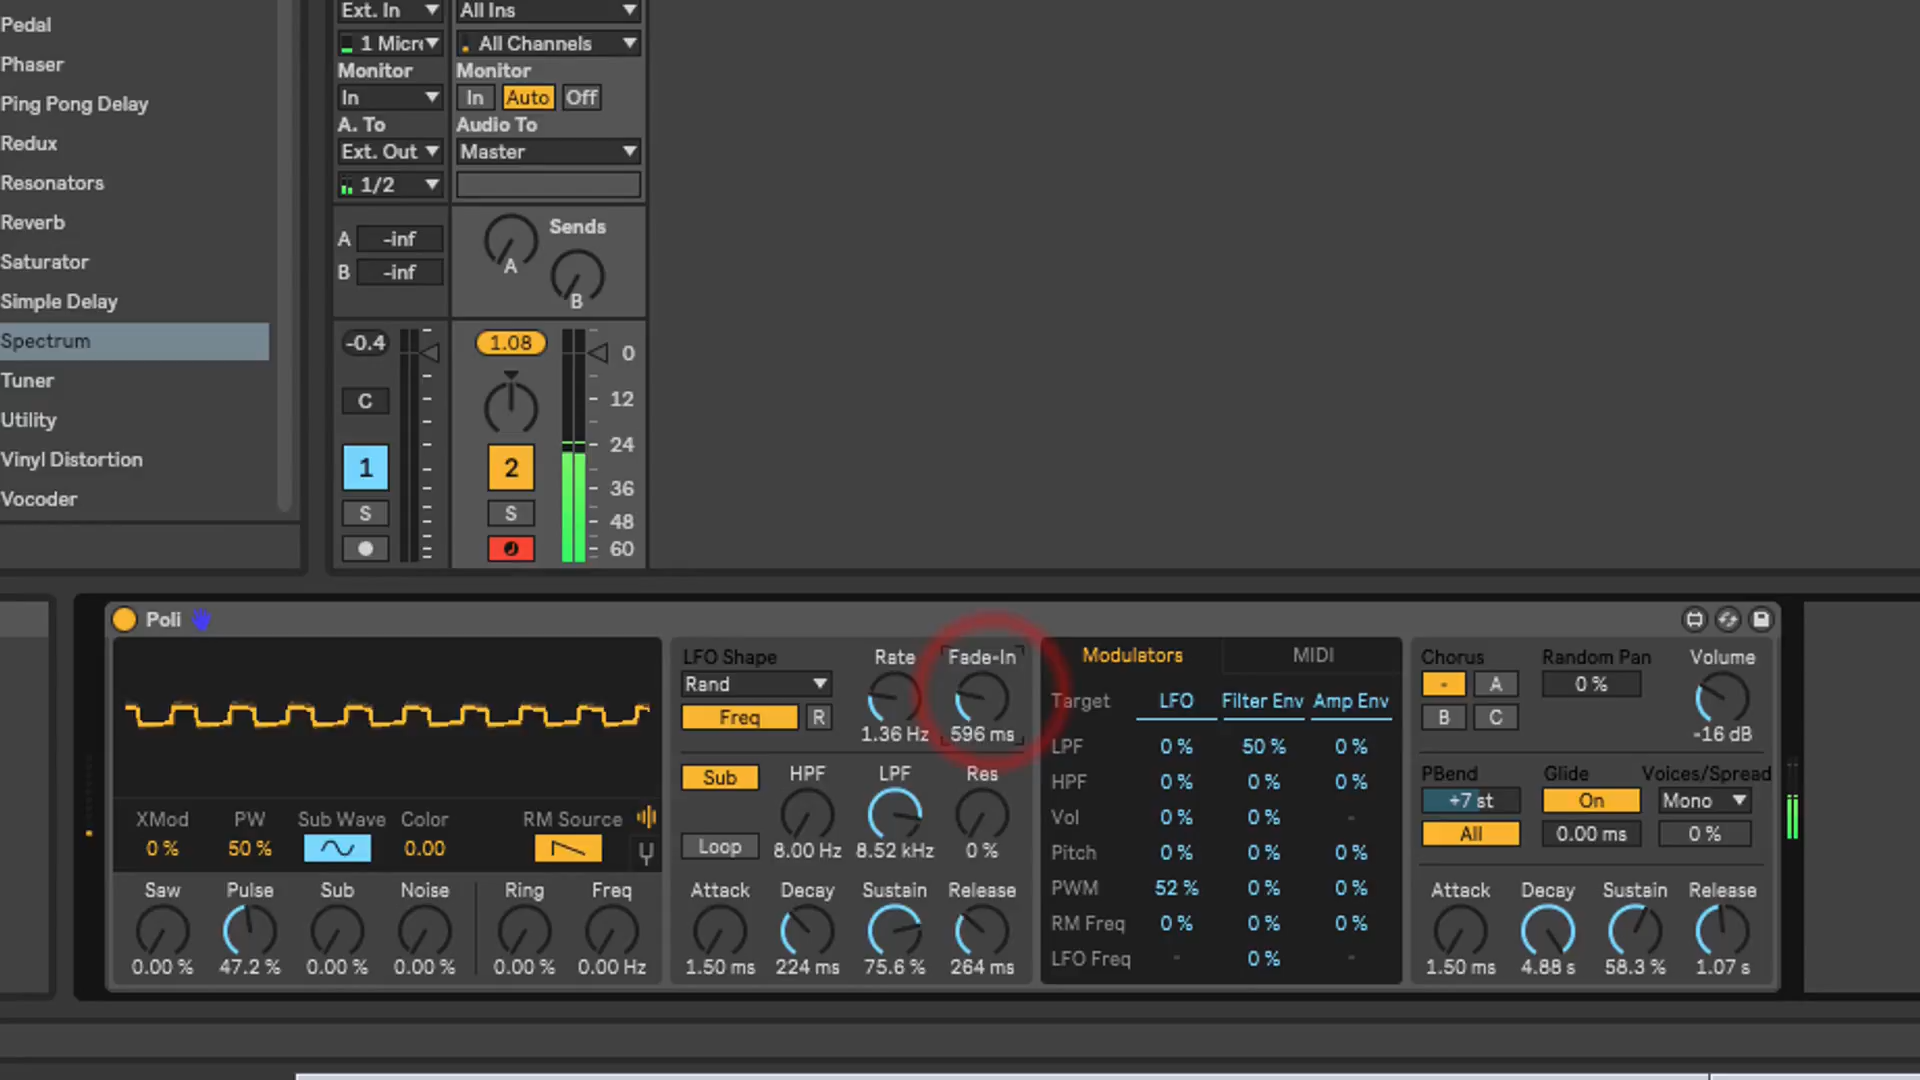 Pedal
Phaser
Ping Pong Delay
Redux
Resonators
Reverb
Saturator
Simple Delay
Spectrum
Tuner
Utility
Vinyl Distortion
Vocoder
Ext. In All Ins
1 Micr All Channels
Monitor Monitor
In In Auto Off
A. To Audio To
Ext. Out Master
1/2
A -inf
B -inf
Sends
A
B
-0.4 1.08 0
C 12
24
1 2 36
S S 48
60
Poli
XMod PW Sub Wave Color RM Source
0 % 50 % 0.00
Saw Pulse Sub Noise Ring Freq
0.00 % 47.2 % 0.00 % 0.00 % 0.00 % 0.00 Hz
LFO Shape Rate Fade-In
Rand
Freq R 1.36 Hz 596 ms
Sub HPF LPF Res
Loop 8.00 Hz 8.52 kHz 0 %
Attack Decay Sustain Release
1.50 ms 224 ms 75.6 % 264 ms
Modulators MIDI
Target LFO Filter Env Amp Env
LPF 0 % 50 % 0 %
HPF 0 % 0 % 0 %
Vol 0 % 0 % -
Pitch 0 % 0 % 0 %
PWM 52 % 0 % 0 %
RM Freq 0 % 0 % 0 %
LFO Freq - 0 % -
Chorus Random Pan Volume
- A 0 %
B C -16 dB
PBend Glide Voices/Spread
+7 st On Mono
All 0.00 ms 0 %
Attack Decay Sustain Release
1.50 ms 4.88 s 58.3 % 1.07 s